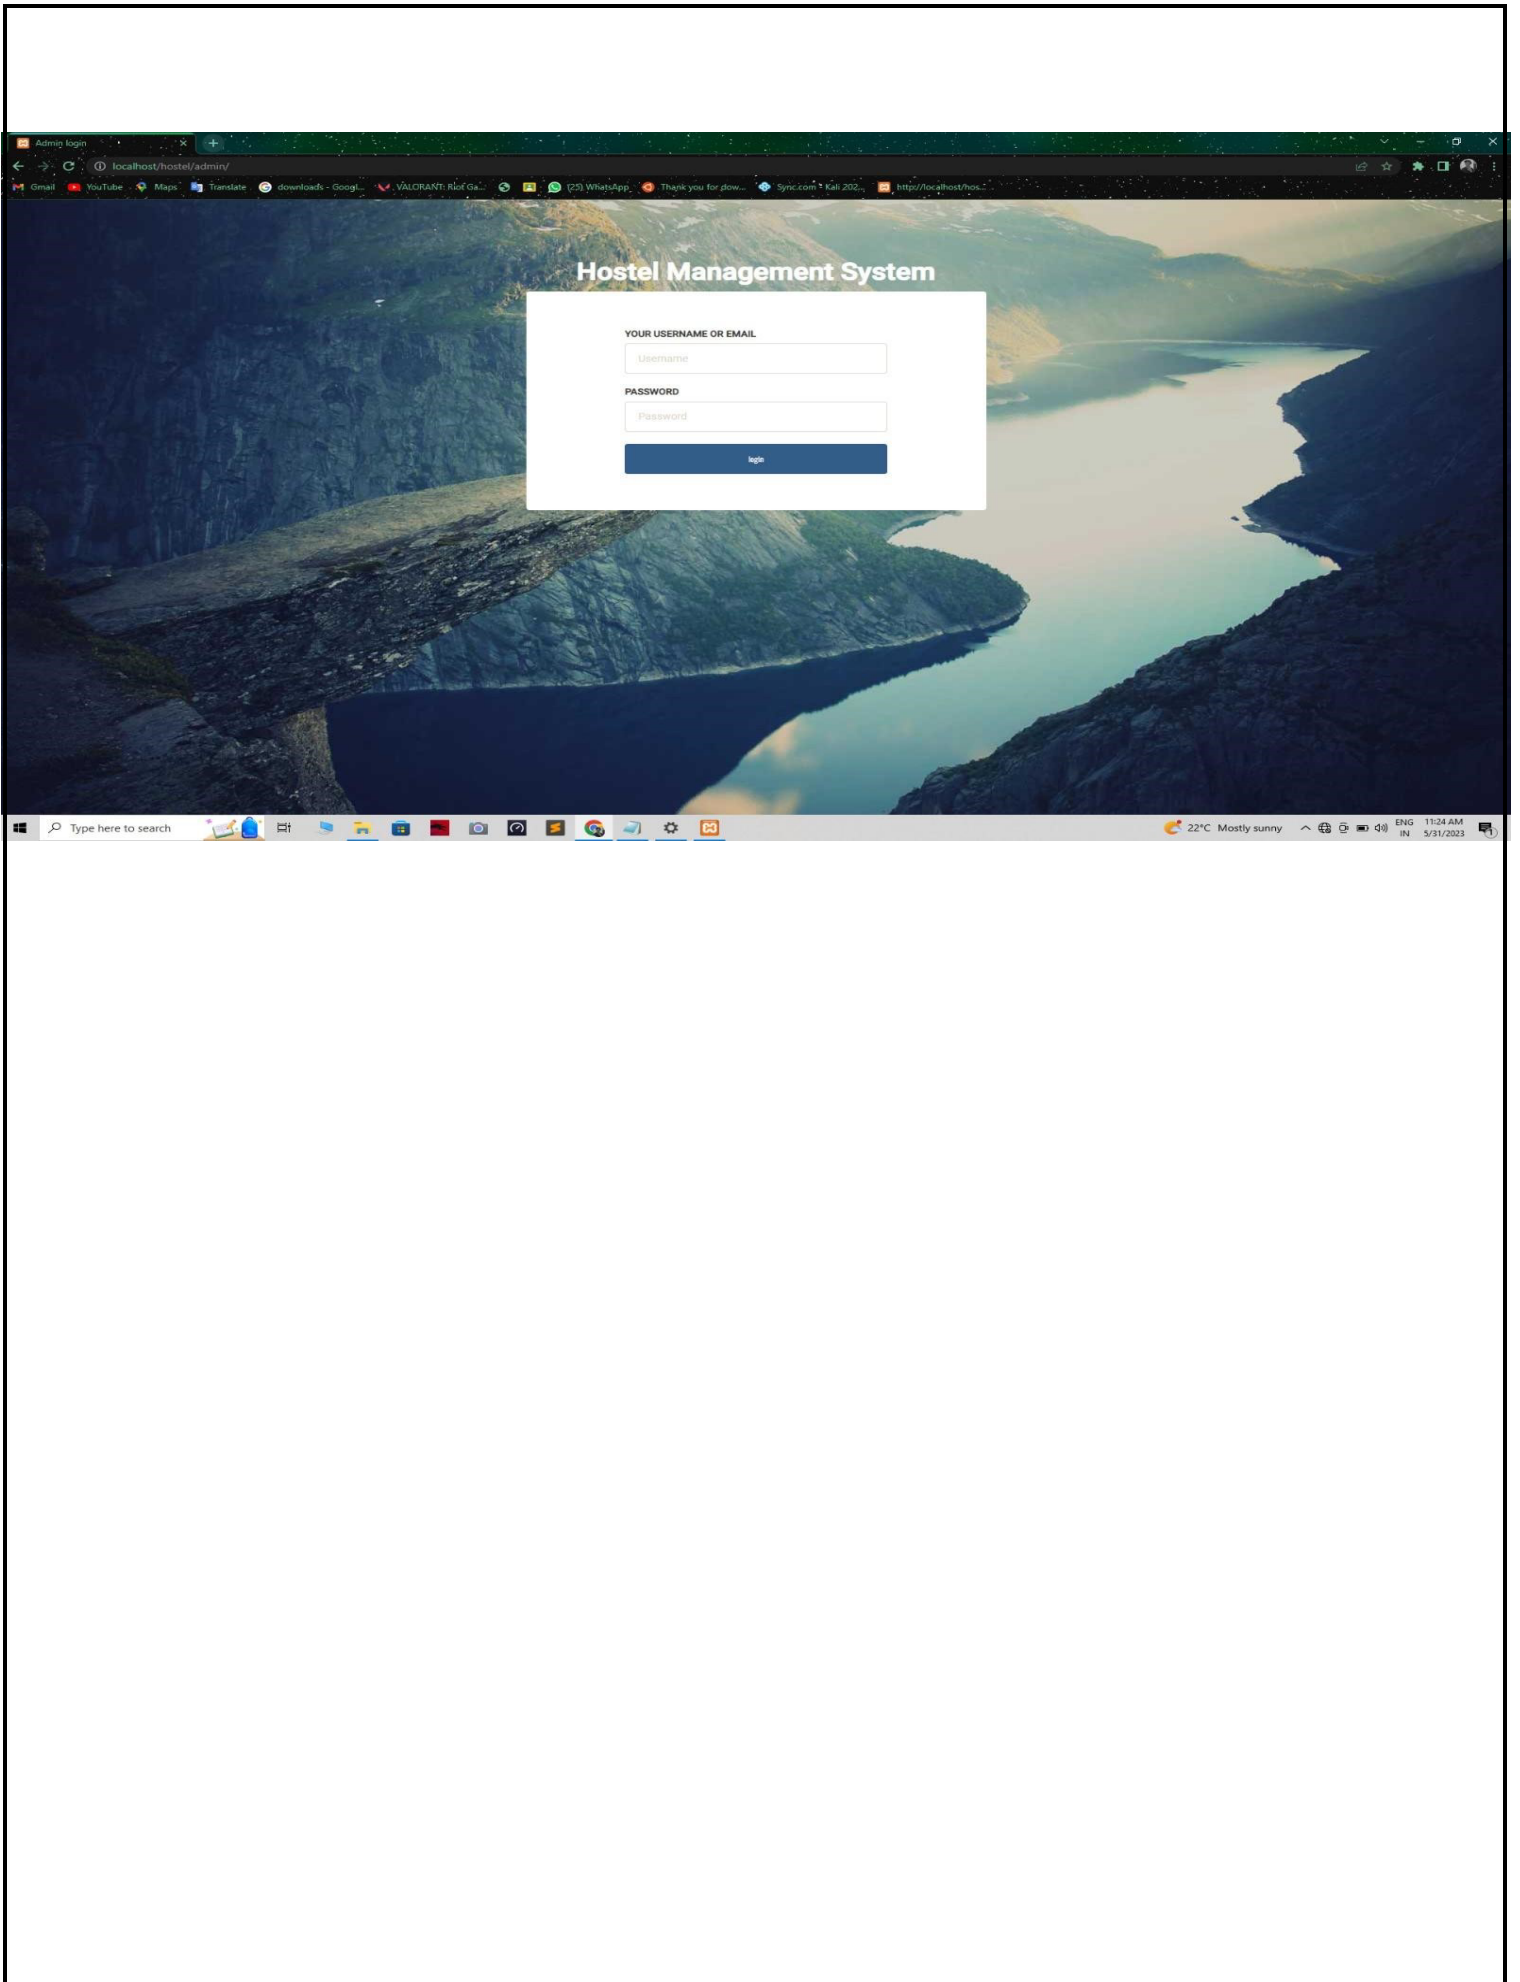 Admin login
localhost/hostel/admin/
Gmail YouTube Maps Translate downloads - Googl... VALORANT: Riot Ga... (25) WhatsApp Thank you for dow... Sync.com - Kali 202... http://localhost/hos...
Hostel Management System
YOUR USERNAME OR EMAIL
Username
PASSWORD
Password
login
Type here to search 22°C Mostly sunny ENG 11:24 AM
IN 5/31/2023